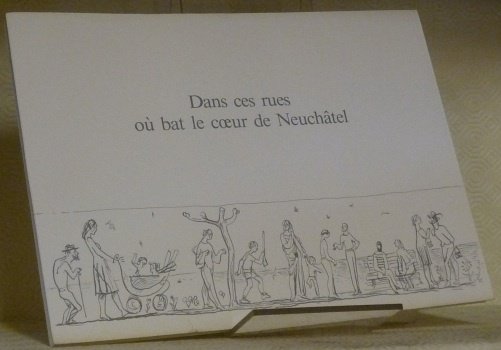 Dans ces rues
où bat le cœur de Neuchâtel